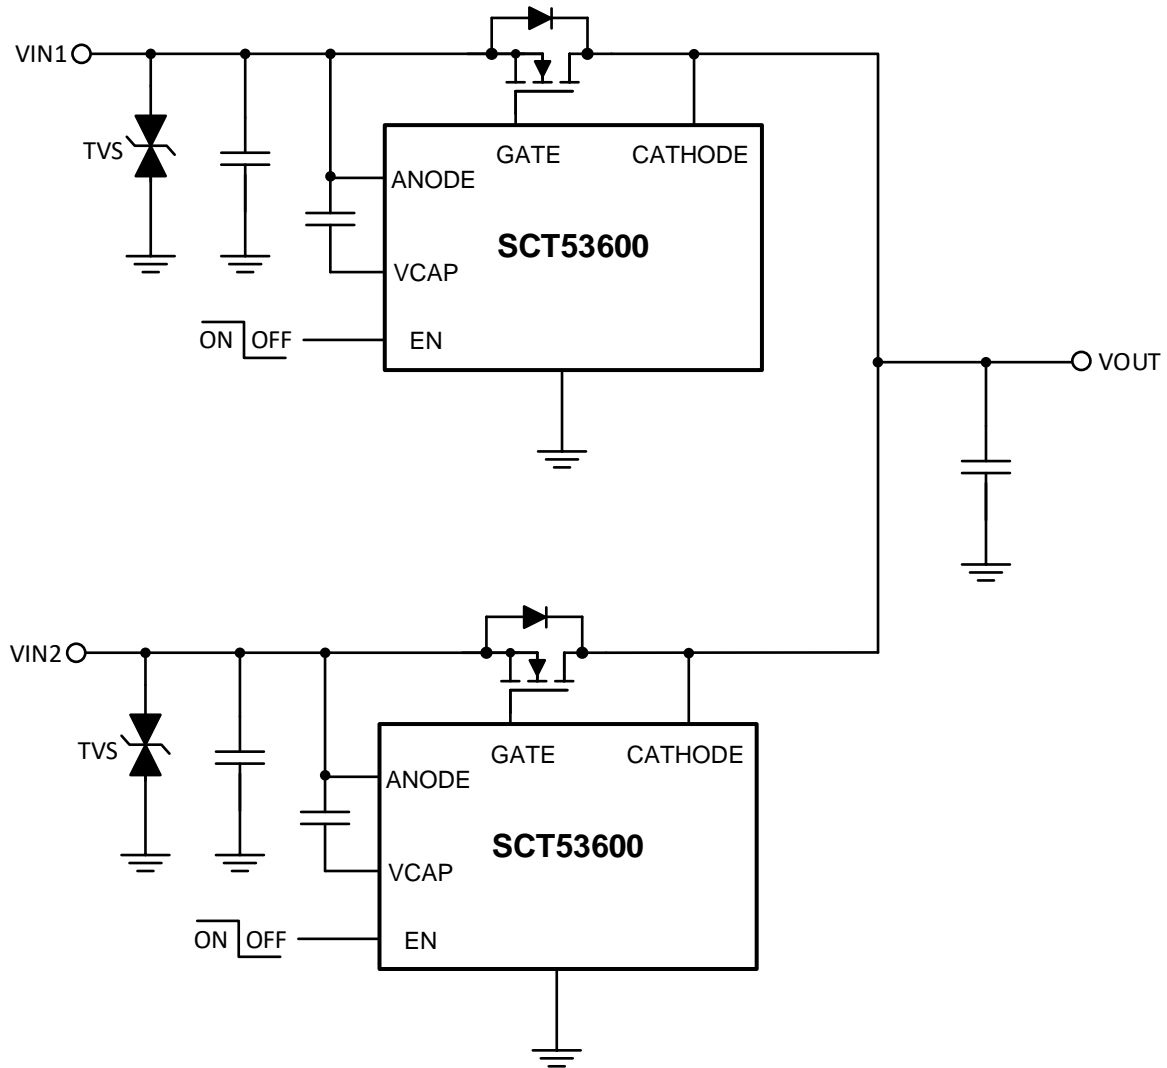 VIN1
TVS
GATE CATHODE
ANODE
SCT53600
VCAP
ON OFF EN
VOUT
VIN2
TVS
GATE CATHODE
ANODE
SCT53600
VCAP
ON OFF EN